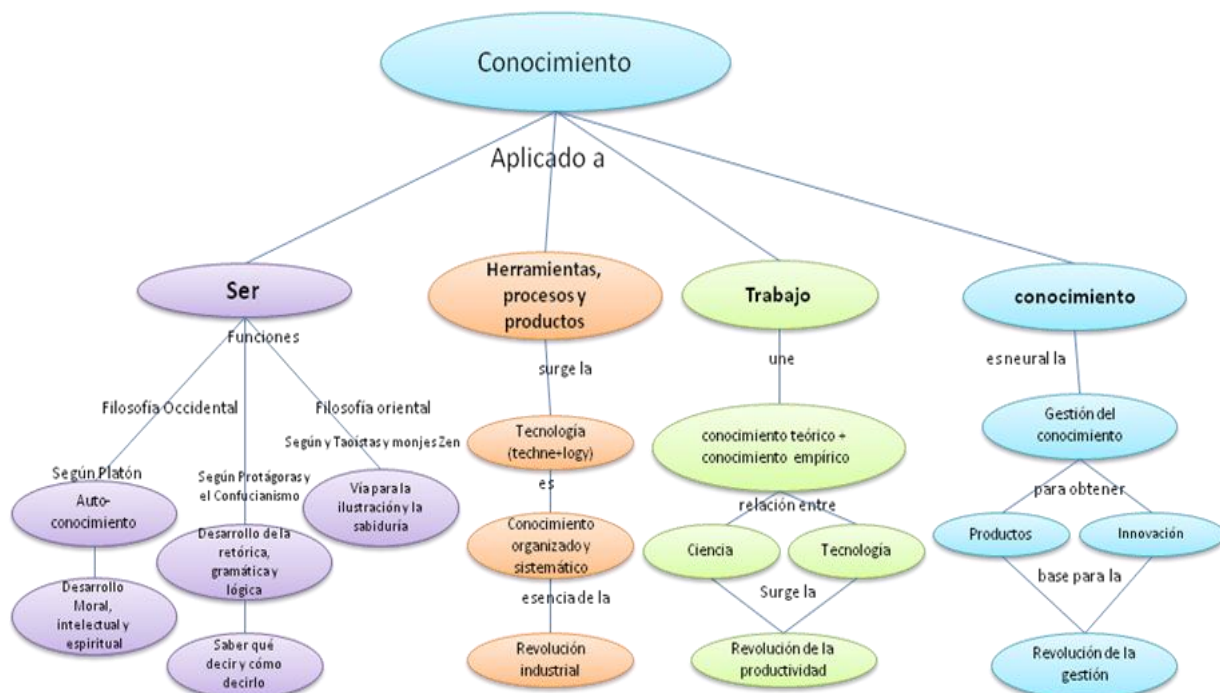 Conocimiento
Aplicado a
Ser
Funciones
Filosofía Occidental
Filosofía oriental
Según y Taoístas y monjes Zen
Según Platón
Según Protágoras y
el Confucianismo
Auto-
conocimiento
Vía para la
ilustración y la
sabiduría
Desarrollo de la
retórica,
gramática y
lógica
Desarrollo
Moral,
intelectual y
espiritual
Saber qué
decir y cómo
decirlo
Herramientas,
procesos y
productos
surge la
Tecnología
(techne+logy)
es
Conocimiento
organizado y
sistemático
esencia de la
Revolución
industrial
Trabajo
une
conocimiento teórico +
conocimiento empírico
relación entre
Ciencia
Tecnología
Surge la
Revolución de la
productividad
conocimiento
es neural la
Gestión del
conocimiento
para obtener
Productos
Innovación
base para la
Revolución de la
gestión